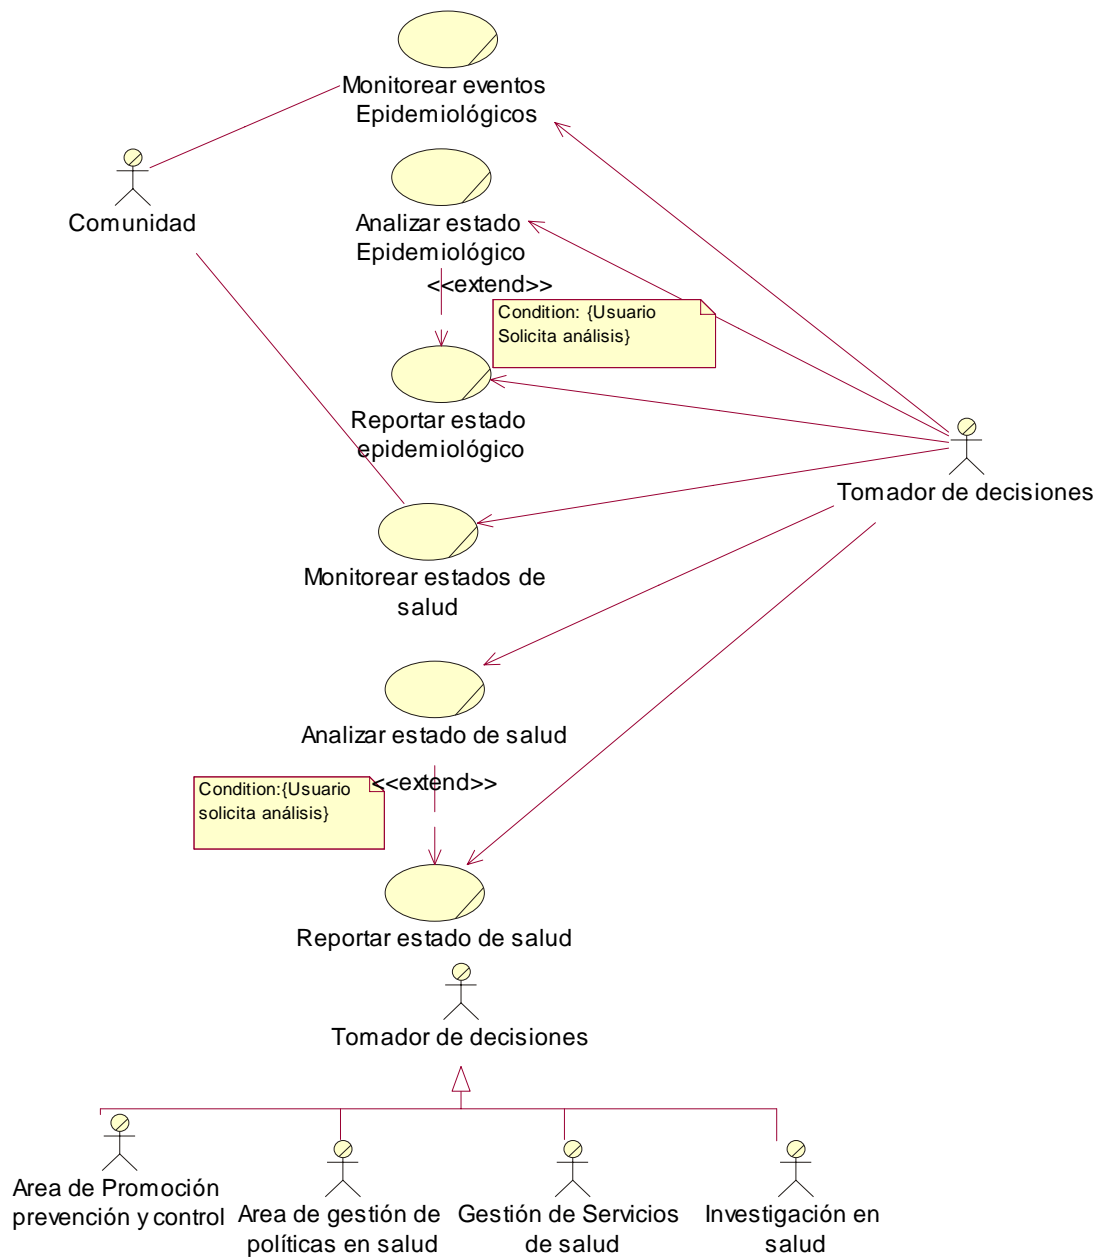 Monitorear eventos
Epidemiológicos
Comunidad
Analizar estado
Epidemiológico
<<extend>>
Condition: {Usuario
Solicita análisis}
Reportar estado
epidemiológico
Tomador de decisiones
Monitorear estados de
salud
Analizar estado de salud
<<extend>>
Condition:{Usuario
solicita análisis}
Reportar estado de salud
Tomador de decisiones
Area de Promoción
prevención y control
Area de gestión de
políticas en salud
Gestión de Servicios
de salud
Investigación en
salud